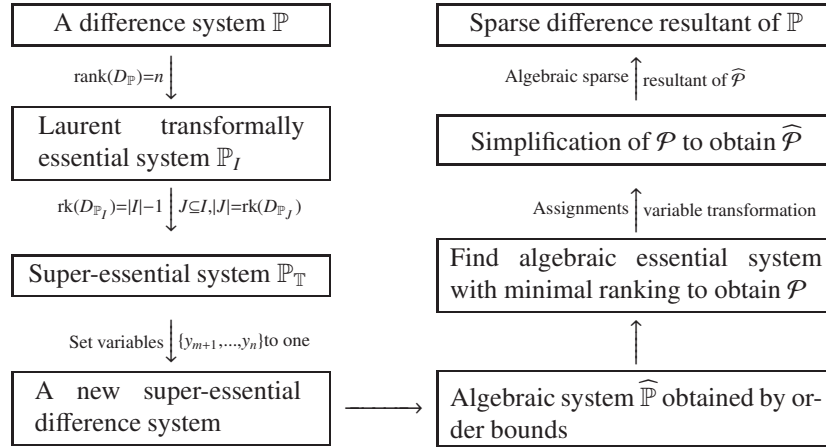 A difference system ℙ
rank(D_ℙ)=n
Laurent transformally
essential system ℙ_I
rk(D_{ℙ_I})=|I|−1 J⊆I,|J|=rk(D_{ℙ_J})
Super-essential system ℙ_𝕋
Set variables {y_{m+1},...,y_n}to one
A new super-essential
difference system
Algebraic system ℙ̂ obtained by or-
der bounds
Find algebraic essential system
with minimal ranking to obtain 𝒫
Assignments variable transformation
Simplification of 𝒫 to obtain 𝒫̂
Algebraic sparse resultant of 𝒫̂
Sparse difference resultant of ℙ